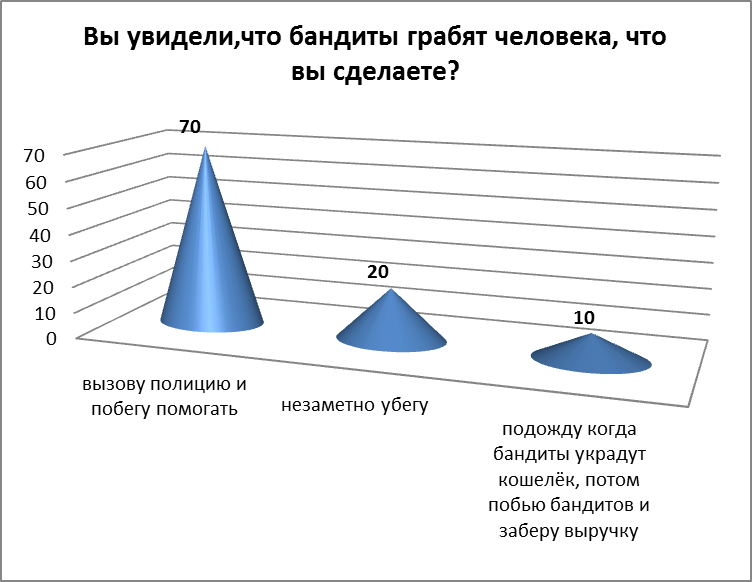 Вы увидели,что бандиты грабят человека, что
вы сделаете?
70
70
60
50
40
30
20
10
0
20
10
вызову полицию и
побегу помогать
незаметно убегу
подожду когда
бандиты украдут
кошелёк, потом
побью бандитов и
заберу выручку